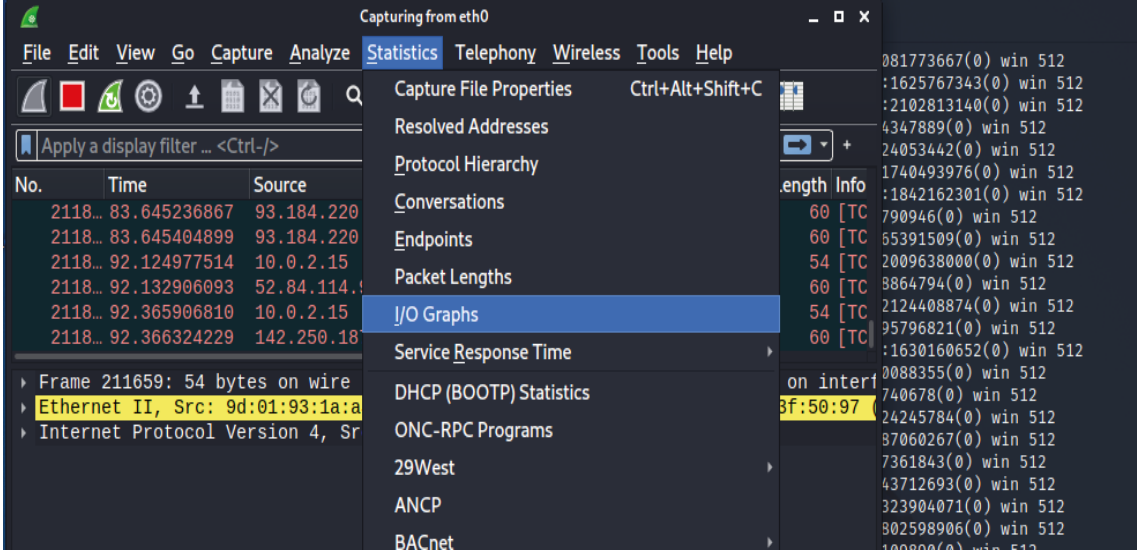 Capturing from eth0
File Edit View Go Capture Analyze Statistics Telephony Wireless Tools Help
Apply a display filter ... <Ctrl-/>
+
No. Time Source Length Info
2118… 83.645236867 93.184.220 60 [TC
2118… 83.645404899 93.184.220 60 [TC
2118… 92.124977514 10.0.2.15 54 [TC
2118… 92.132906093 52.84.114.9 60 [TC
2118… 92.365906810 10.0.2.15 54 [TC
2118… 92.366324229 142.250.18 60 [TC
Frame 211659: 54 bytes on wire on interf
Ethernet II, Src: 9d:01:93:1a:a 3f:50:97 (
Internet Protocol Version 4, Sr
Capture File Properties Ctrl+Alt+Shift+C
Resolved Addresses
Protocol Hierarchy
Conversations
Endpoints
Packet Lengths
I/O Graphs
Service Response Time
DHCP (BOOTP) Statistics
ONC-RPC Programs
29West
ANCP
BACnet
081773667(0) win 512
:1625767343(0) win 512
:2102813140(0) win 512
4347889(0) win 512
24053442(0) win 512
1740493976(0) win 512
:1842162301(0) win 512
790946(0) win 512
65391509(0) win 512
2009638000(0) win 512
8864794(0) win 512
2124408874(0) win 512
95796821(0) win 512
:1630160652(0) win 512
0088355(0) win 512
740678(0) win 512
24245784(0) win 512
87060267(0) win 512
7361843(0) win 512
43712693(0) win 512
323904071(0) win 512
802598906(0) win 512